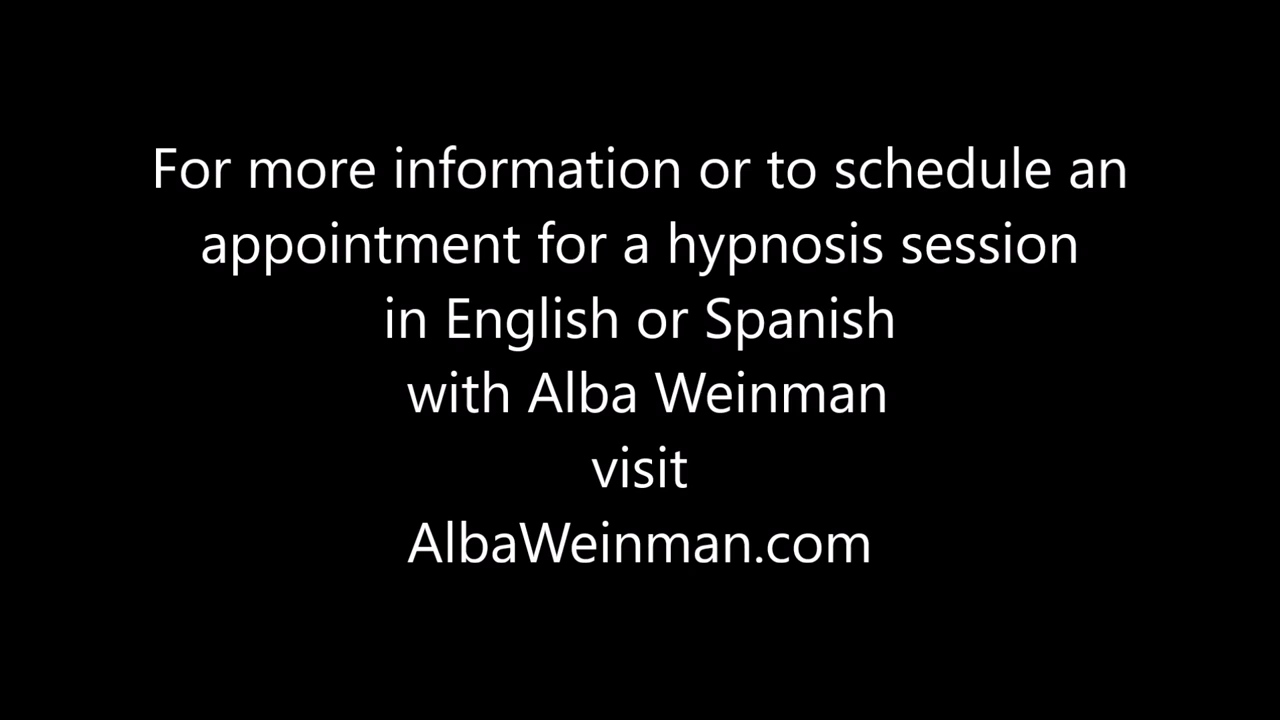 For more information or to schedule an
appointment for a hypnosis session
in English or Spanish
with Alba Weinman
visit
AlbaWeinman.com